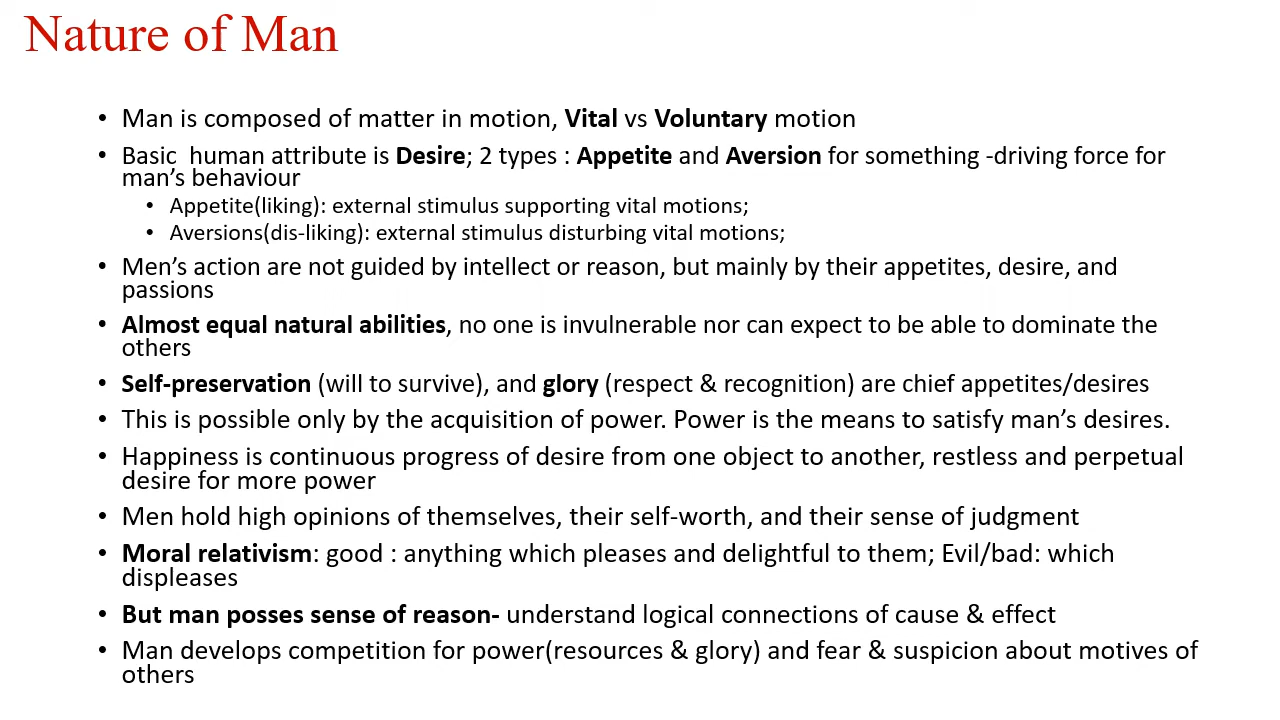 Nature of Man
• Man is composed of matter in motion, Vital vs Voluntary motion
• Basic  human attribute is Desire; 2 types : Appetite and Aversion for something -driving force for
man’s behaviour
• Appetite(liking): external stimulus supporting vital motions;
• Aversions(dis-liking): external stimulus disturbing vital motions;
• Men’s action are not guided by intellect or reason, but mainly by their appetites, desire, and
passions
• Almost equal natural abilities, no one is invulnerable nor can expect to be able to dominate the
others
• Self-preservation (will to survive), and glory (respect & recognition) are chief appetites/desires
• This is possible only by the acquisition of power. Power is the means to satisfy man’s desires.
• Happiness is continuous progress of desire from one object to another, restless and perpetual
desire for more power
• Men hold high opinions of themselves, their self-worth, and their sense of judgment
• Moral relativism: good : anything which pleases and delightful to them; Evil/bad: which
displeases
• But man posses sense of reason- understand logical connections of cause & effect
• Man develops competition for power(resources & glory) and fear & suspicion about motives of
others